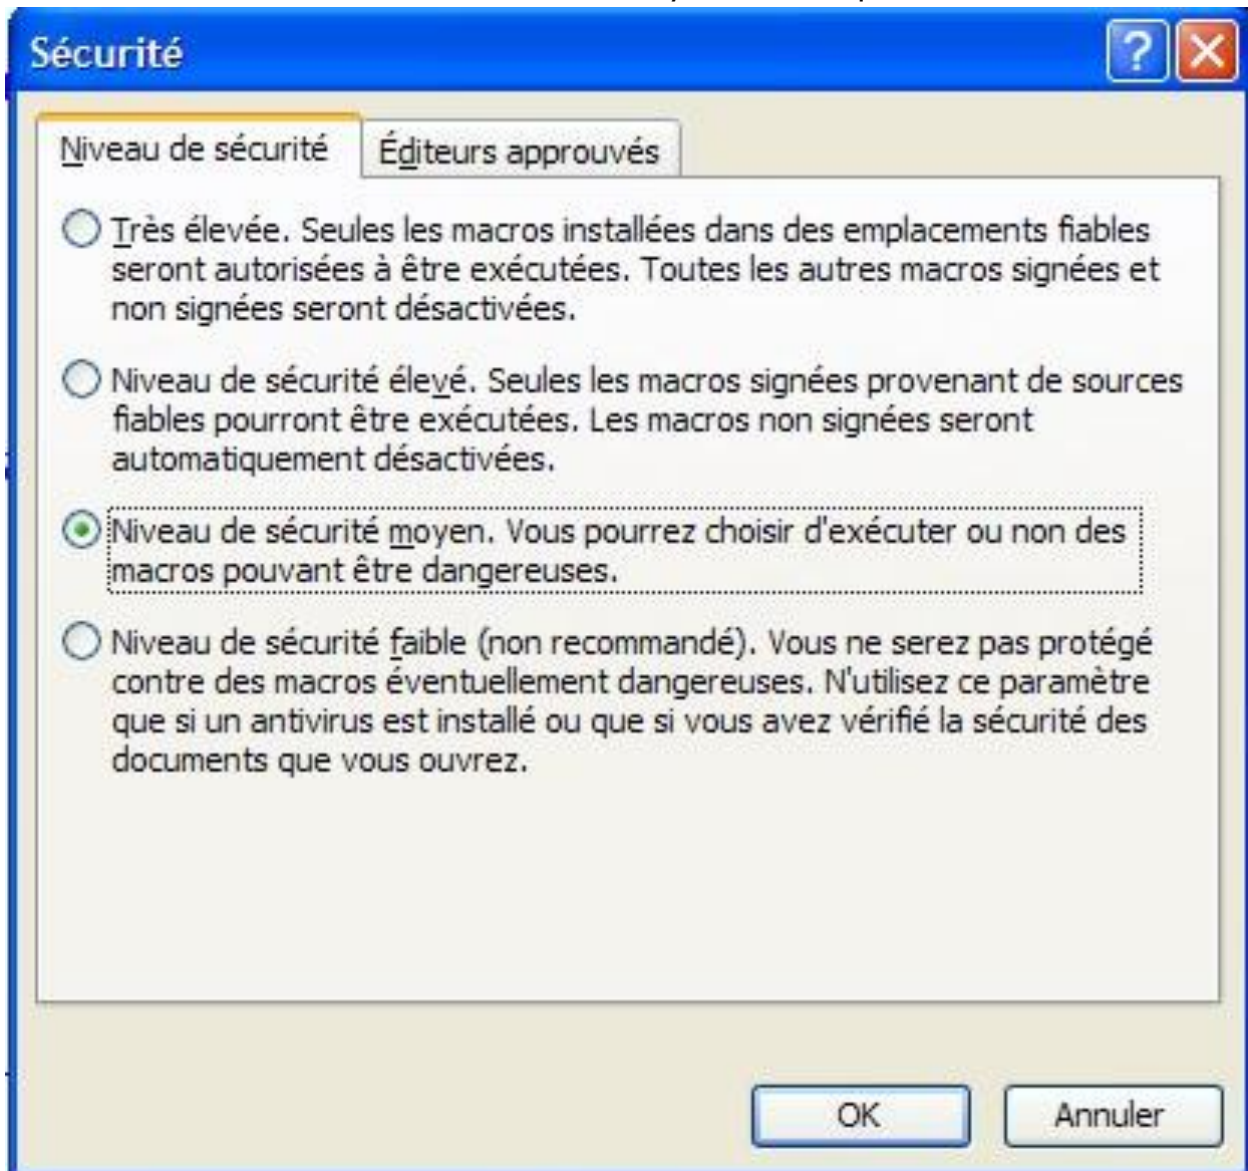 Sécurité
Niveau de sécurité
Éditeurs approuvés
Très élevée. Seules les macros installées dans des emplacements fiables
seront autorisées à être exécutées. Toutes les autres macros signées et
non signées seront désactivées.
Niveau de sécurité élevé. Seules les macros signées provenant de sources
fiables pourront être exécutées. Les macros non signées seront
automatiquement désactivées.
Niveau de sécurité moyen. Vous pourrez choisir d'exécuter ou non des
macros pouvant être dangereuses.
Niveau de sécurité faible (non recommandé). Vous ne serez pas protégé
contre des macros éventuellement dangereuses. N'utilisez ce paramètre
que si un antivirus est installé ou que si vous avez vérifié la sécurité des
documents que vous ouvrez.
OK
Annuler